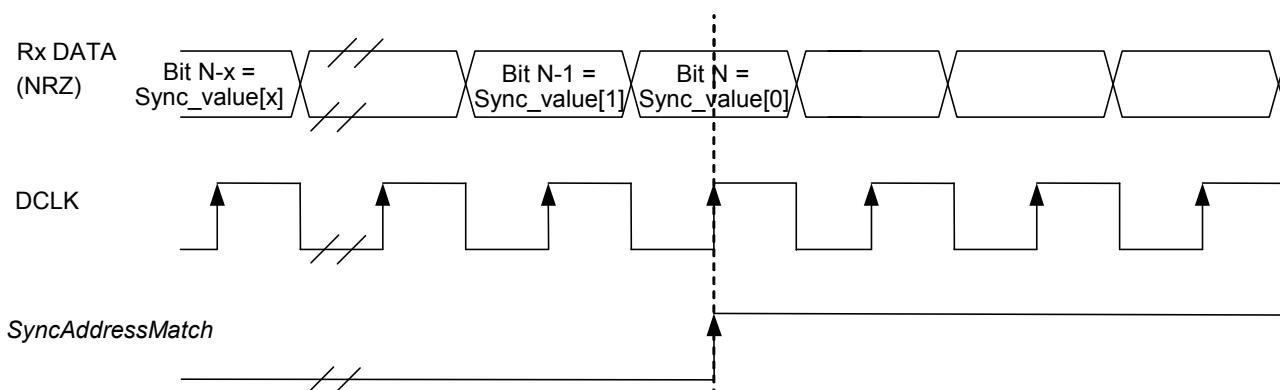 Rx DATA
(NRZ)
Bit N-x =
Sync_value[x]
Bit N-1 =
Sync_value[1]
Bit N =
Sync_value[0]
DCLK
SyncAddressMatch